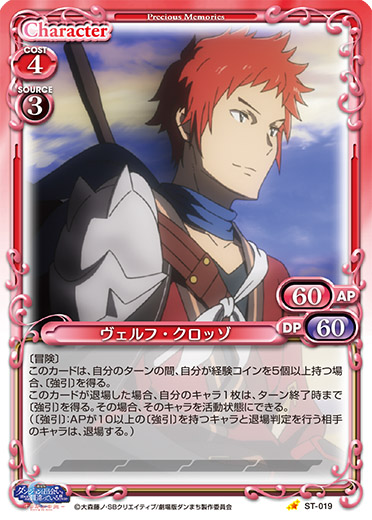 Precious Memories
Character
COST
4
SOURCE
3
60 AP
DP 60
ヴェルフ・クロッゾ
〔冒険〕
このカードは、自分のターンの間、自分が経験コインを5個以上持つ場
合、〔強引〕を得る。
このカードが退場した場合、自分のキャラ1枚は、ターン終了時まで
〔強引〕を得る。その場合、そのキャラを活動状態にできる。
(〔強引〕：APが10以上の〔強引〕を持つキャラと退場判定を行う相手
のキャラは、退場する。)
©大森藤ノ・SBクリエイティブ/劇場版ダンまち製作委員会
ST-019